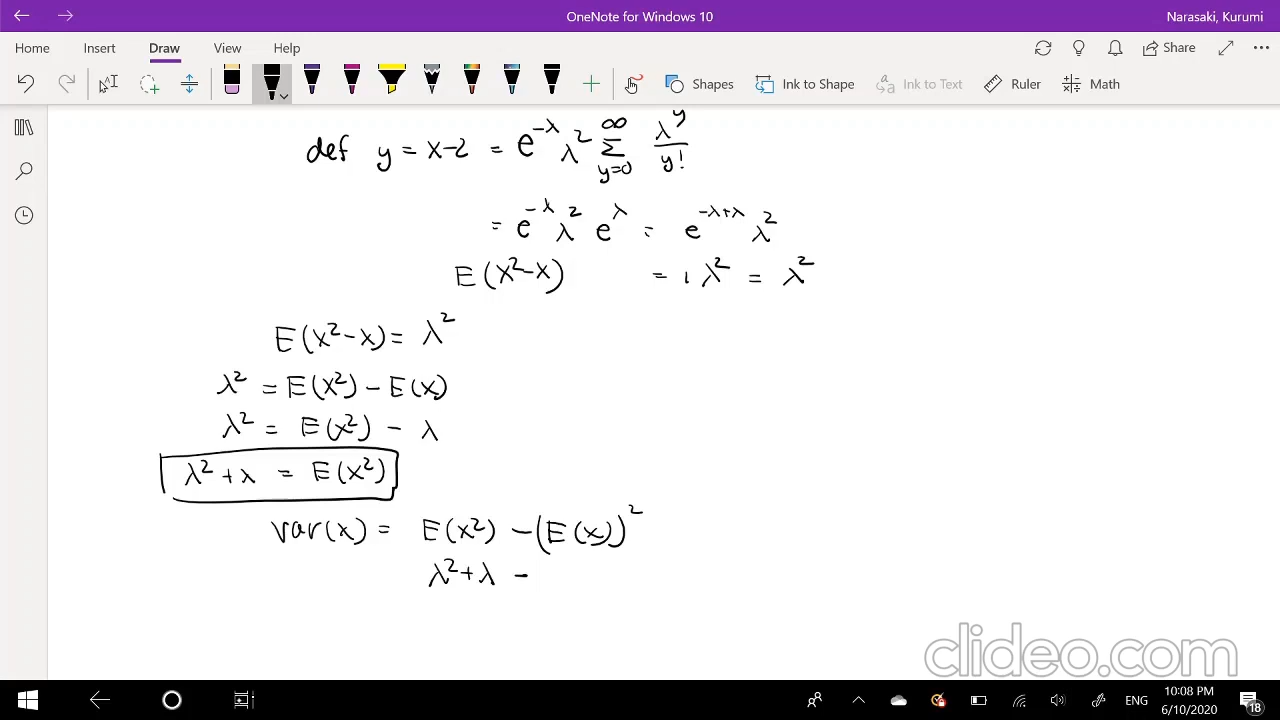 OneNote for Windows 10
Narasaki, Kurumi
Home Insert Draw View Help Share
Shapes Ink to Shape Ink to Text Ruler Math
def y = x-2 = e^{-λ} λ^2 ∑_{y=0}^{∞} λ^y/y!
= e^{-λ} λ^2 e^λ = e^{-λ+λ} λ^2
E(X^2-X) = 1 λ^2 = λ^2
E(X^2-X) = λ^2
λ^2 = E(X^2) - E(X)
λ^2 = E(X^2) - λ
λ^2 + λ = E(X^2)
var(x) = E(X^2) - (E(X))^2
λ^2 + λ -
clideo.com
ENG
10:08 PM
6/10/2020
18